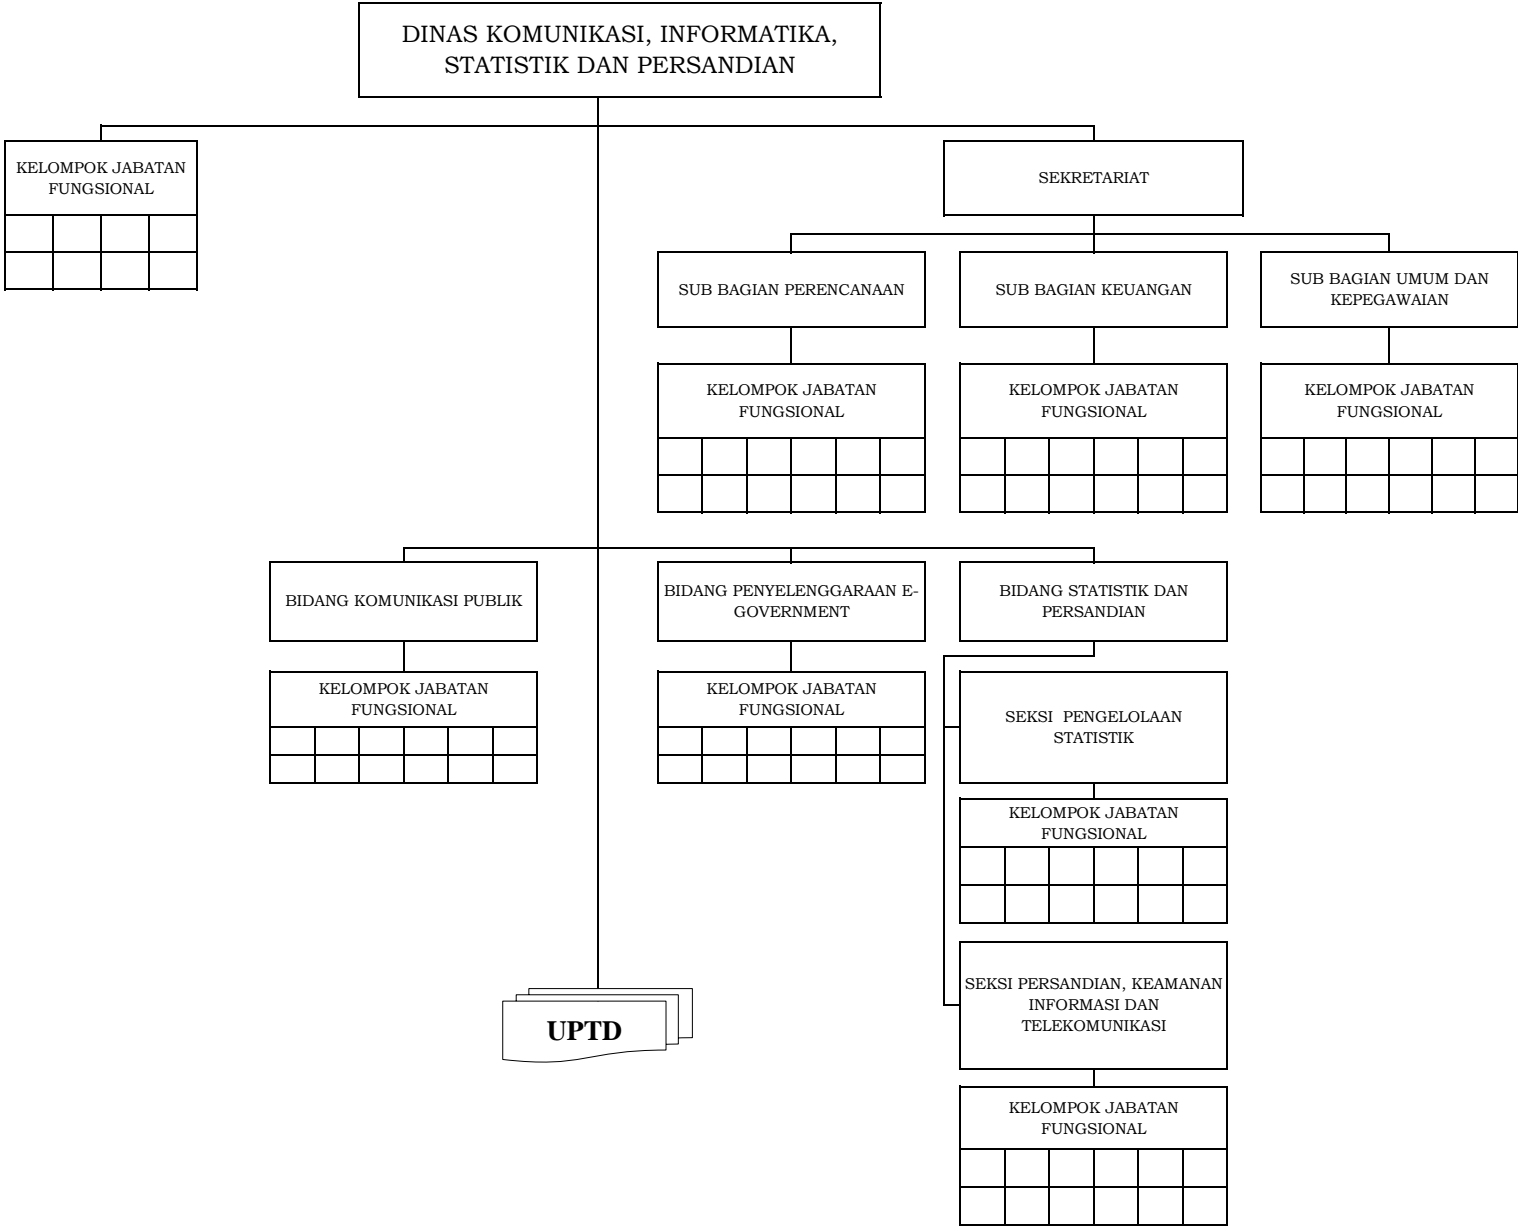 DINAS KOMUNIKASI, INFORMATIKA,
STATISTIK DAN PERSANDIAN
KELOMPOK JABATAN
FUNGSIONAL
SEKRETARIAT
SUB BAGIAN PERENCANAAN
SUB BAGIAN KEUANGAN
SUB BAGIAN UMUM DAN
KEPEGAWAIAN
KELOMPOK JABATAN
FUNGSIONAL
KELOMPOK JABATAN
FUNGSIONAL
KELOMPOK JABATAN
FUNGSIONAL
BIDANG KOMUNIKASI PUBLIK
BIDANG PENYELENGGARAAN E-
GOVERNMENT
BIDANG STATISTIK DAN
PERSANDIAN
KELOMPOK JABATAN
FUNGSIONAL
KELOMPOK JABATAN
FUNGSIONAL
SEKSI  PENGELOLAAN
STATISTIK
KELOMPOK JABATAN
FUNGSIONAL
SEKSI PERSANDIAN, KEAMANAN
INFORMASI DAN
TELEKOMUNIKASI
UPTD
KELOMPOK JABATAN
FUNGSIONAL